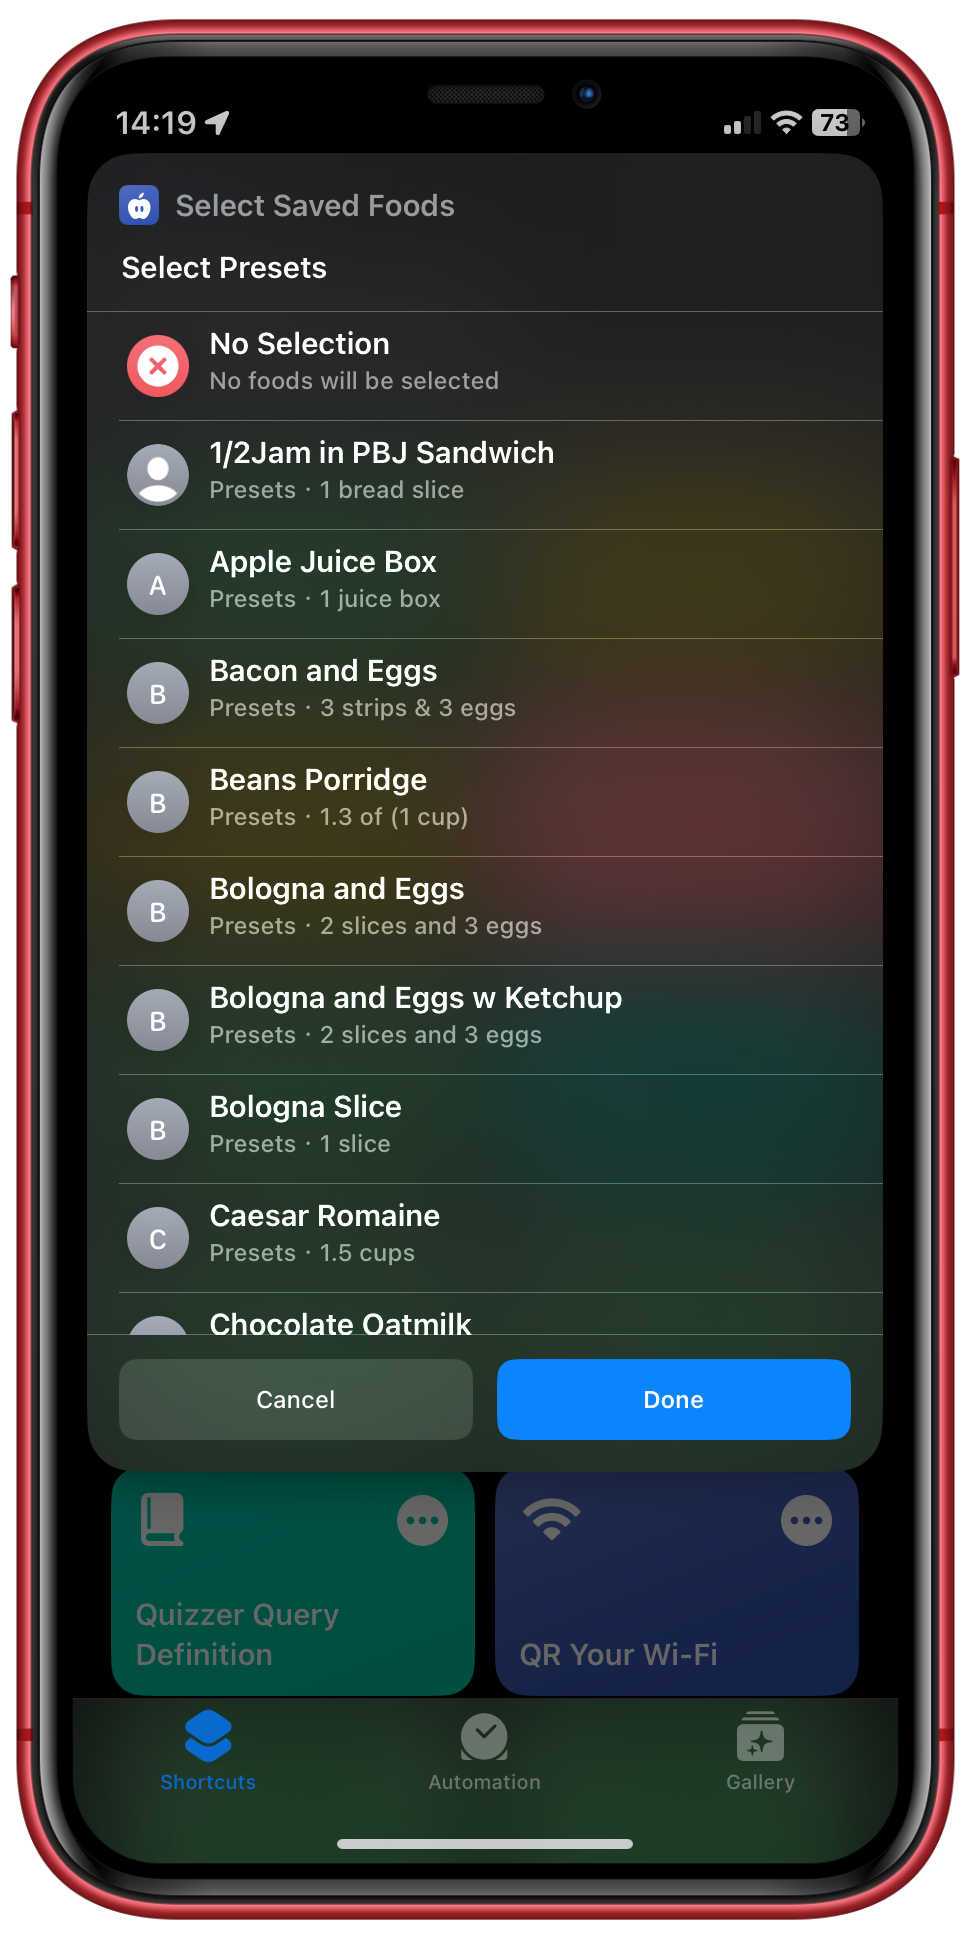 14:19
73
Select Saved Foods
Select Presets
No Selection
No foods will be selected
1/2Jam in PBJ Sandwich
Presets · 1 bread slice
A
Apple Juice Box
Presets · 1 juice box
B
Bacon and Eggs
Presets · 3 strips & 3 eggs
B
Beans Porridge
Presets · 1.3 of (1 cup)
B
Bologna and Eggs
Presets · 2 slices and 3 eggs
B
Bologna and Eggs w Ketchup
Presets · 2 slices and 3 eggs
B
Bologna Slice
Presets · 1 slice
C
Caesar Romaine
Presets · 1.5 cups
Chocolate Oatmilk
Cancel
Done
Quizzer Query
Definition
QR Your Wi-Fi
Shortcuts
Automation
Gallery